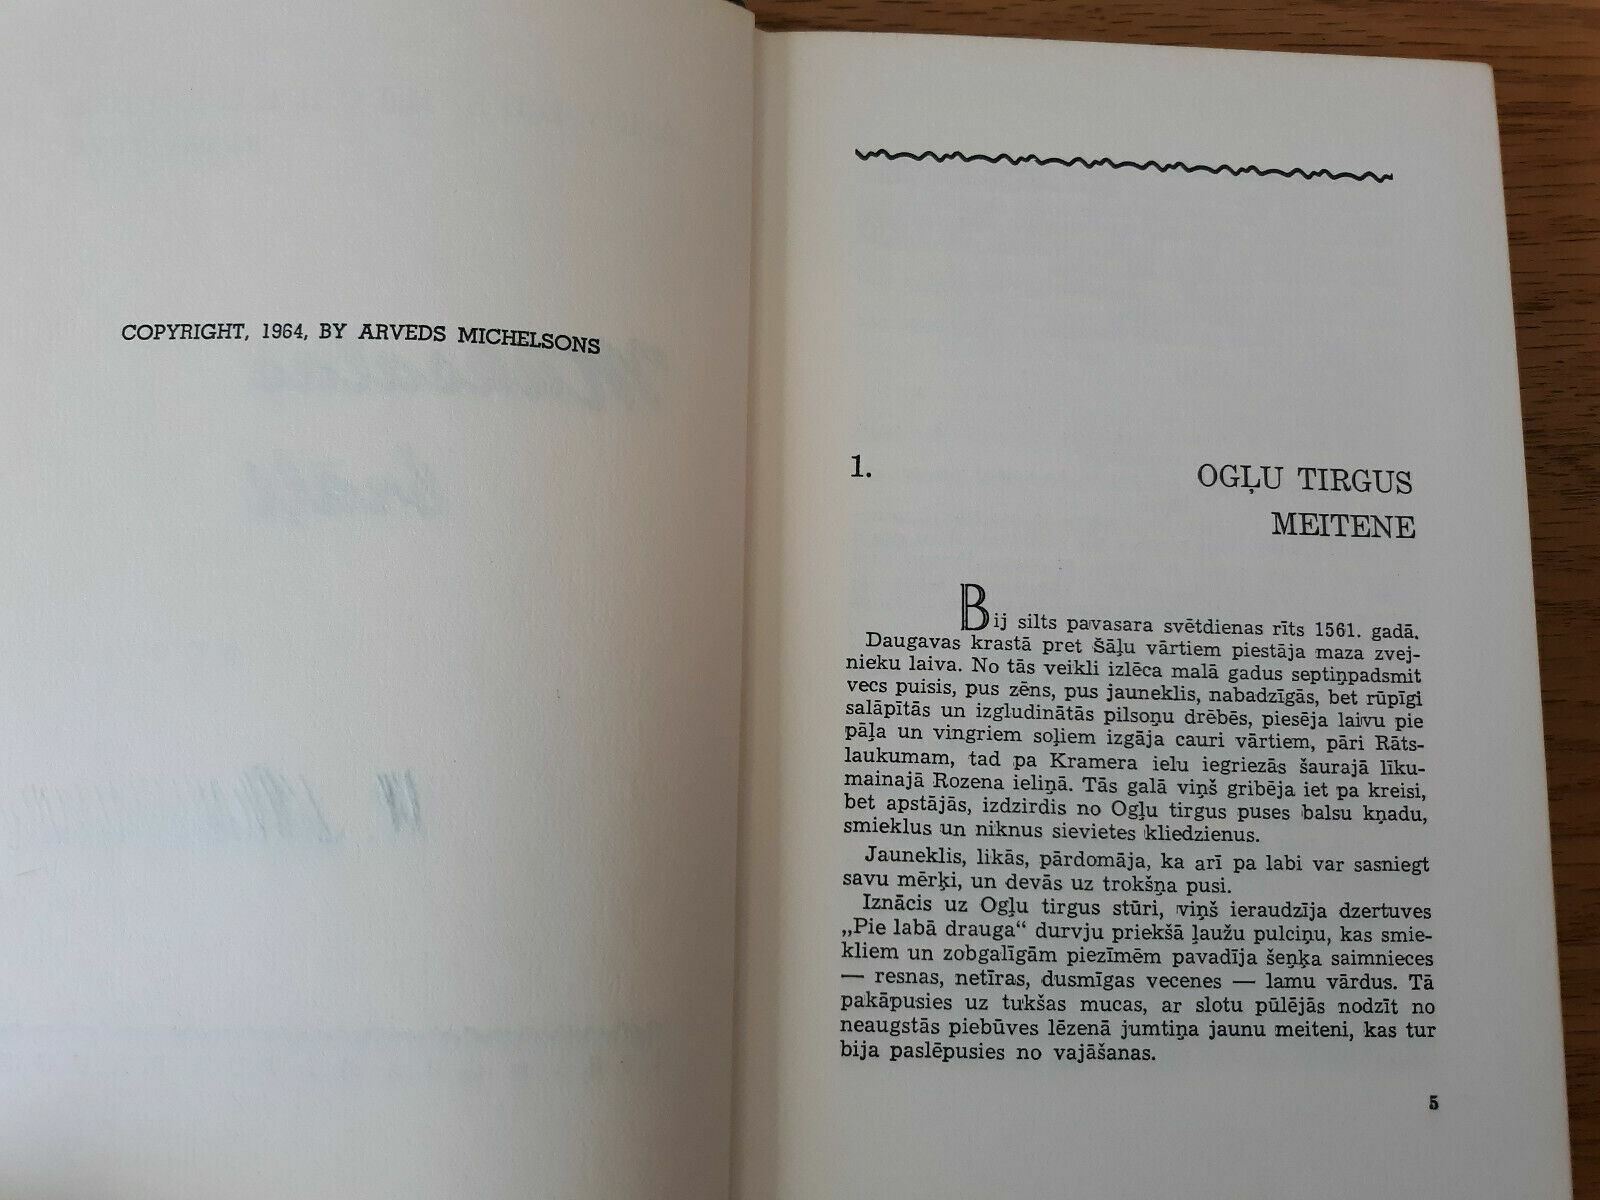 COPYRIGHT, 1964, BY ARVEDS MICHELSONS
1.
OGĻU TIRGUS
MEITENE
Bij silts pavasara svētdienas rīts 1561. gadā.
Daugavas krastā pret Šāļu vārtiem piestāja maza zvej-
nieku laiva. No tās veikli izlēca malā gadus septiņpadsmit
vecs puisis, pus zēns, pus jauneklis, nabadzīgās, bet rūpīgi
salāpītās un izgludinātās pilsoņu drēbēs, piesēja laivu pie
pāļa un vingriem soļiem izgāja cauri vārtiem, pāri Rāts-
laukumam, tad pa Kramera ielu iegriezās šaurajā līku-
mainajā Rozena ieliņā. Tās galā viņš gribēja iet pa kreisi,
bet apstājās, izdzirdis no Ogļu tirgus puses balsu kņadu,
smieklus un niknus sievietes kliedzienus.
Jauneklis, likās, pārdomāja, ka arī pa labi var sasniegt
savu mērķi, un devās uz trokšņa pusi.
Iznācis uz Ogļu tirgus stūri, viņš ieraudzīja dzertuves
„Pie labā drauga“ durvju priekšā ļaužu pulciņu, kas smie-
kliem un zobgalīgām piezīmēm pavadīja šeņķa saimnieces
— resnas, netīras, dusmīgas vecenes — lamu vārdus. Tā
pakāpusies uz tukšas mucas, ar slotu pūlējās nodzīt no
neaugstās piebūves lēzenā jumtiņa jaunu meiteni, kas tur
bija paslēpusies no vajāšanas.
5